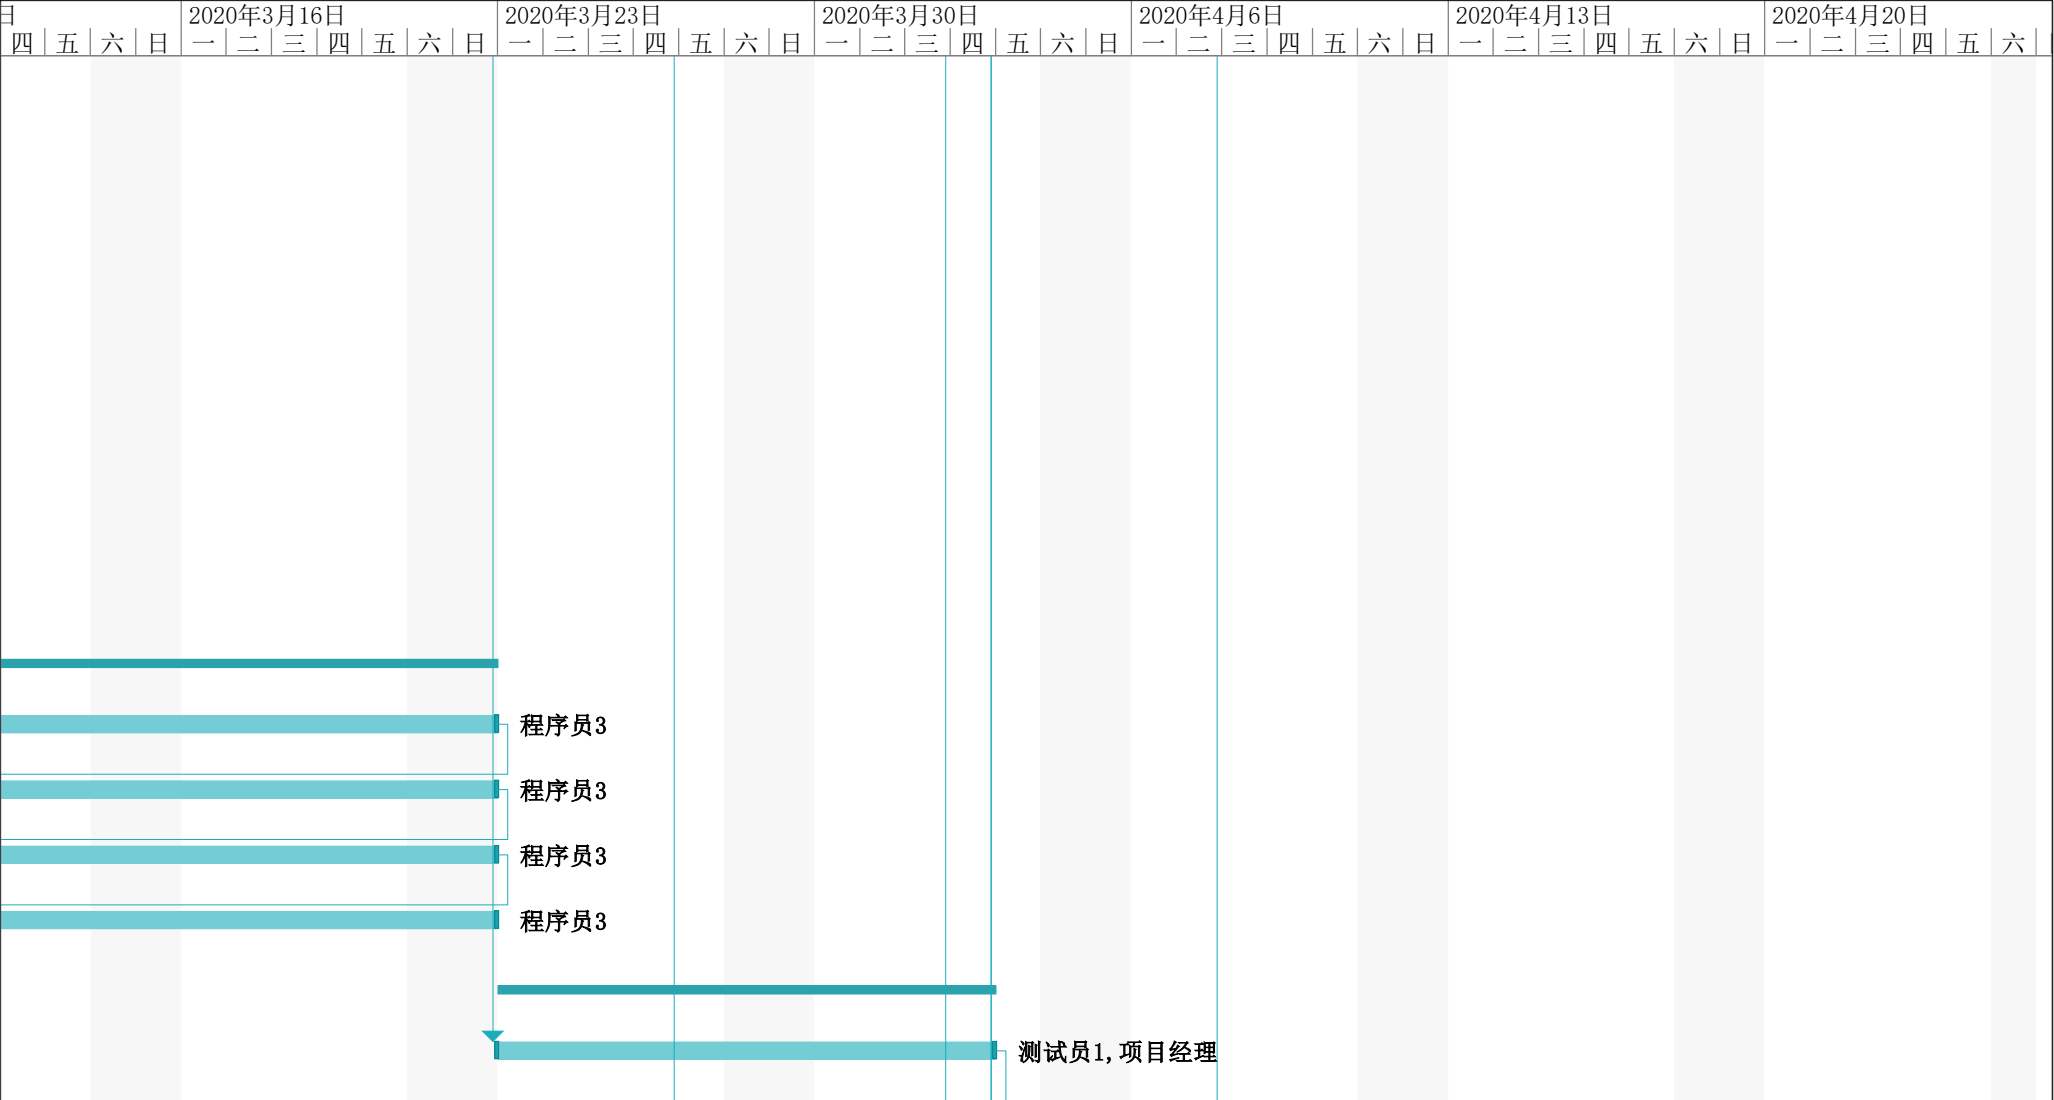 日 2020年3月16日 2020年3月23日 2020年3月30日 2020年4月6日 2020年4月13日 2020年4月20日
四 五 六 日 一 二 三 四 五 六 日 一 二 三 四 五 六 日 一 二 三 四 五 六 日 一 二 三 四 五 六 日 一 二 三 四 五 六 日 一 二 三 四 五 六
程序员3
程序员3
程序员3
程序员3
测试员1,项目经理